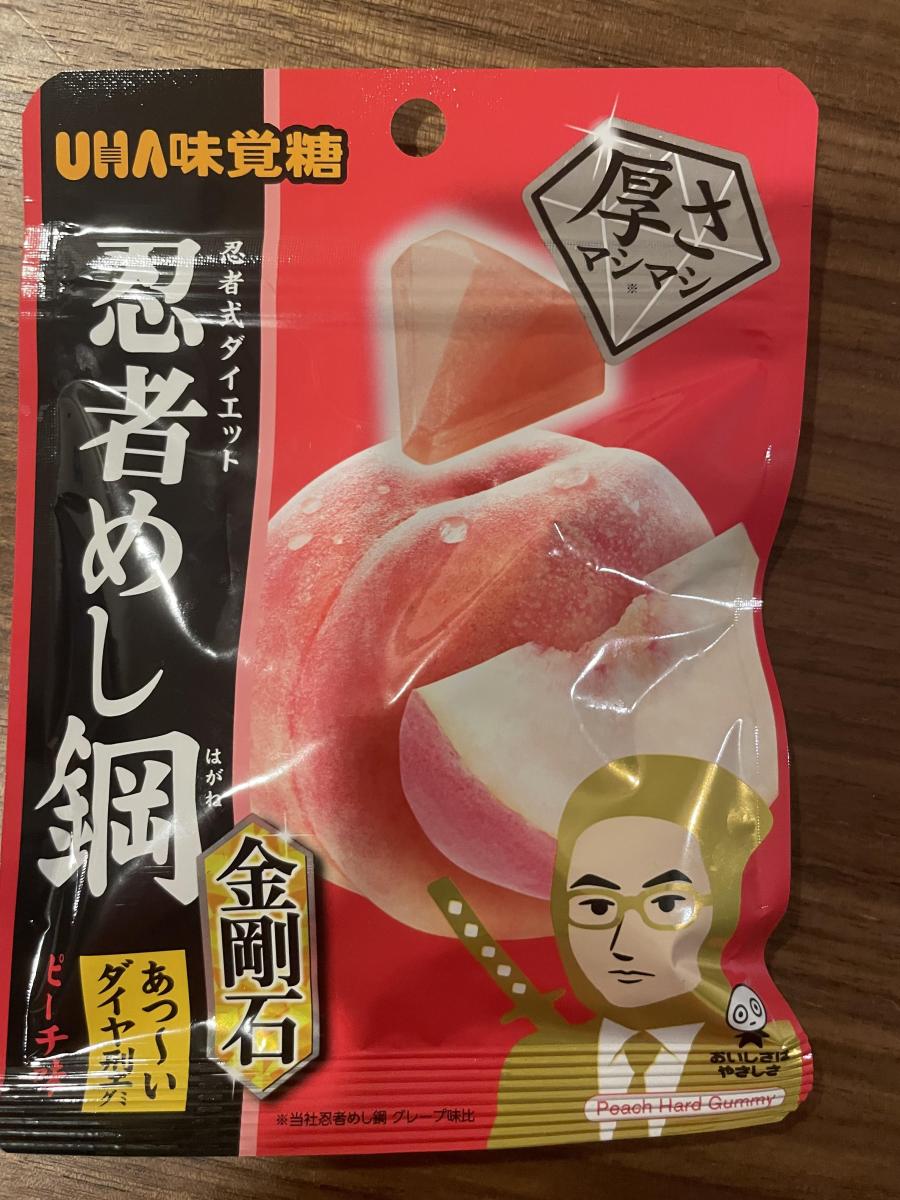 UHA味覚糖
厚さ
マシマシ
※
忍者式ダイエット
忍者めし鋼
はがね
金剛石
あつ〜い
ダイヤ型グミ
ピーチ味
おいしさは
やさしさ
Peach Hard Gummy
※当社忍者めし鋼 グレープ味比